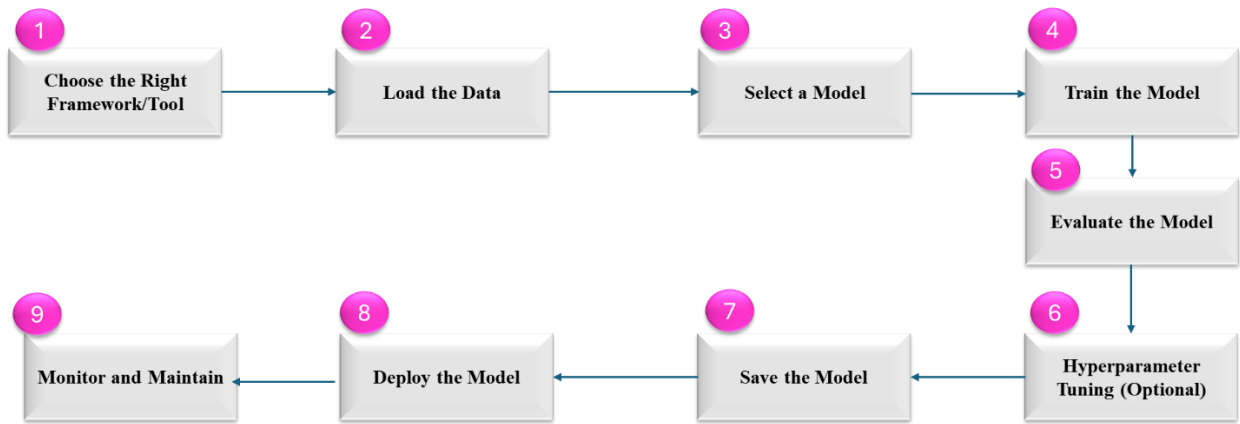 1
Choose the Right
Framework/Tool
2
Load the Data
3
Select a Model
4
Train the Model
5
Evaluate the Model
6
Hyperparameter
Tuning (Optional)
7
Save the Model
8
Deploy the Model
9
Monitor and Maintain